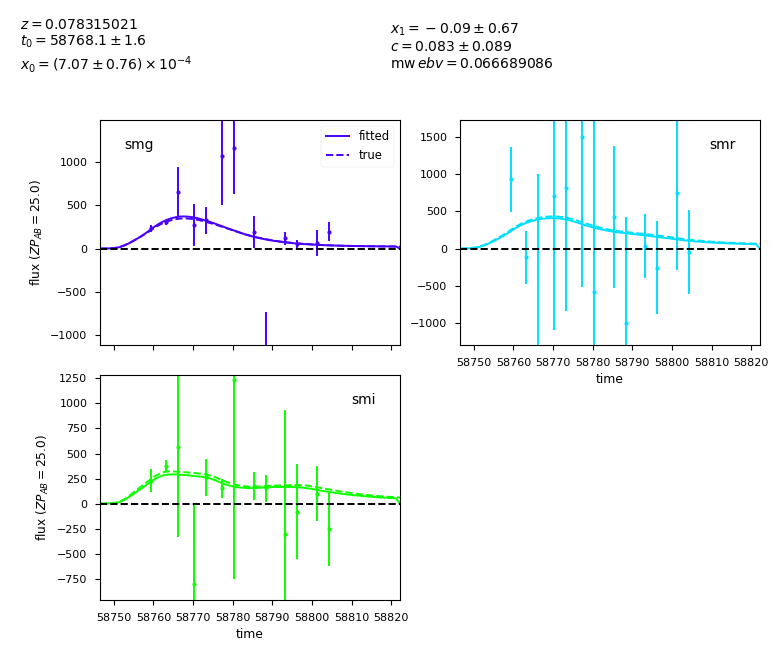 z = 0.078315021
t₀ = 58768.1 ± 1.6
x₀ = (7.07 ± 0.76) × 10⁻⁴
x₁ = −0.09 ± 0.67
c = 0.083 ± 0.089
mw ebv = 0.066689086
smg
fitted
true
1000
500
0
−500
−1000
flux (ZP_AB = 25.0)
smr
1500
1000
500
0
−500
−1000
58750 58760 58770 58780 58790 58800 58810 58820
time
smi
1250
1000
750
500
250
0
−250
−500
−750
flux (ZP_AB = 25.0)
58750 58760 58770 58780 58790 58800 58810 58820
time